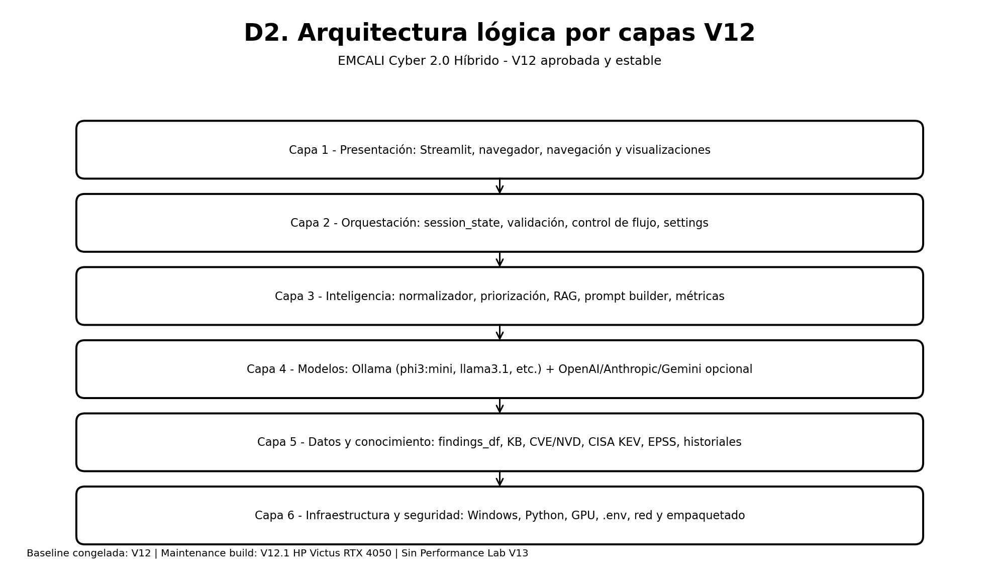 D2. Arquitectura lógica por capas V12
EMCALI Cyber 2.0 Híbrido - V12 aprobada y estable
Capa 1 - Presentación: Streamlit, navegador, navegación y visualizaciones
Capa 2 - Orquestación: session_state, validación, control de flujo, settings
Capa 3 - Inteligencia: normalizador, priorización, RAG, prompt builder, métricas
Capa 4 - Modelos: Ollama (phi3:mini, llama3.1, etc.) + OpenAI/Anthropic/Gemini opcional
Capa 5 - Datos y conocimiento: findings_df, KB, CVE/NVD, CISA KEV, EPSS, historiales
Capa 6 - Infraestructura y seguridad: Windows, Python, GPU, .env, red y empaquetado
Baseline congelada: V12 | Maintenance build: V12.1 HP Victus RTX 4050 | Sin Performance Lab V13